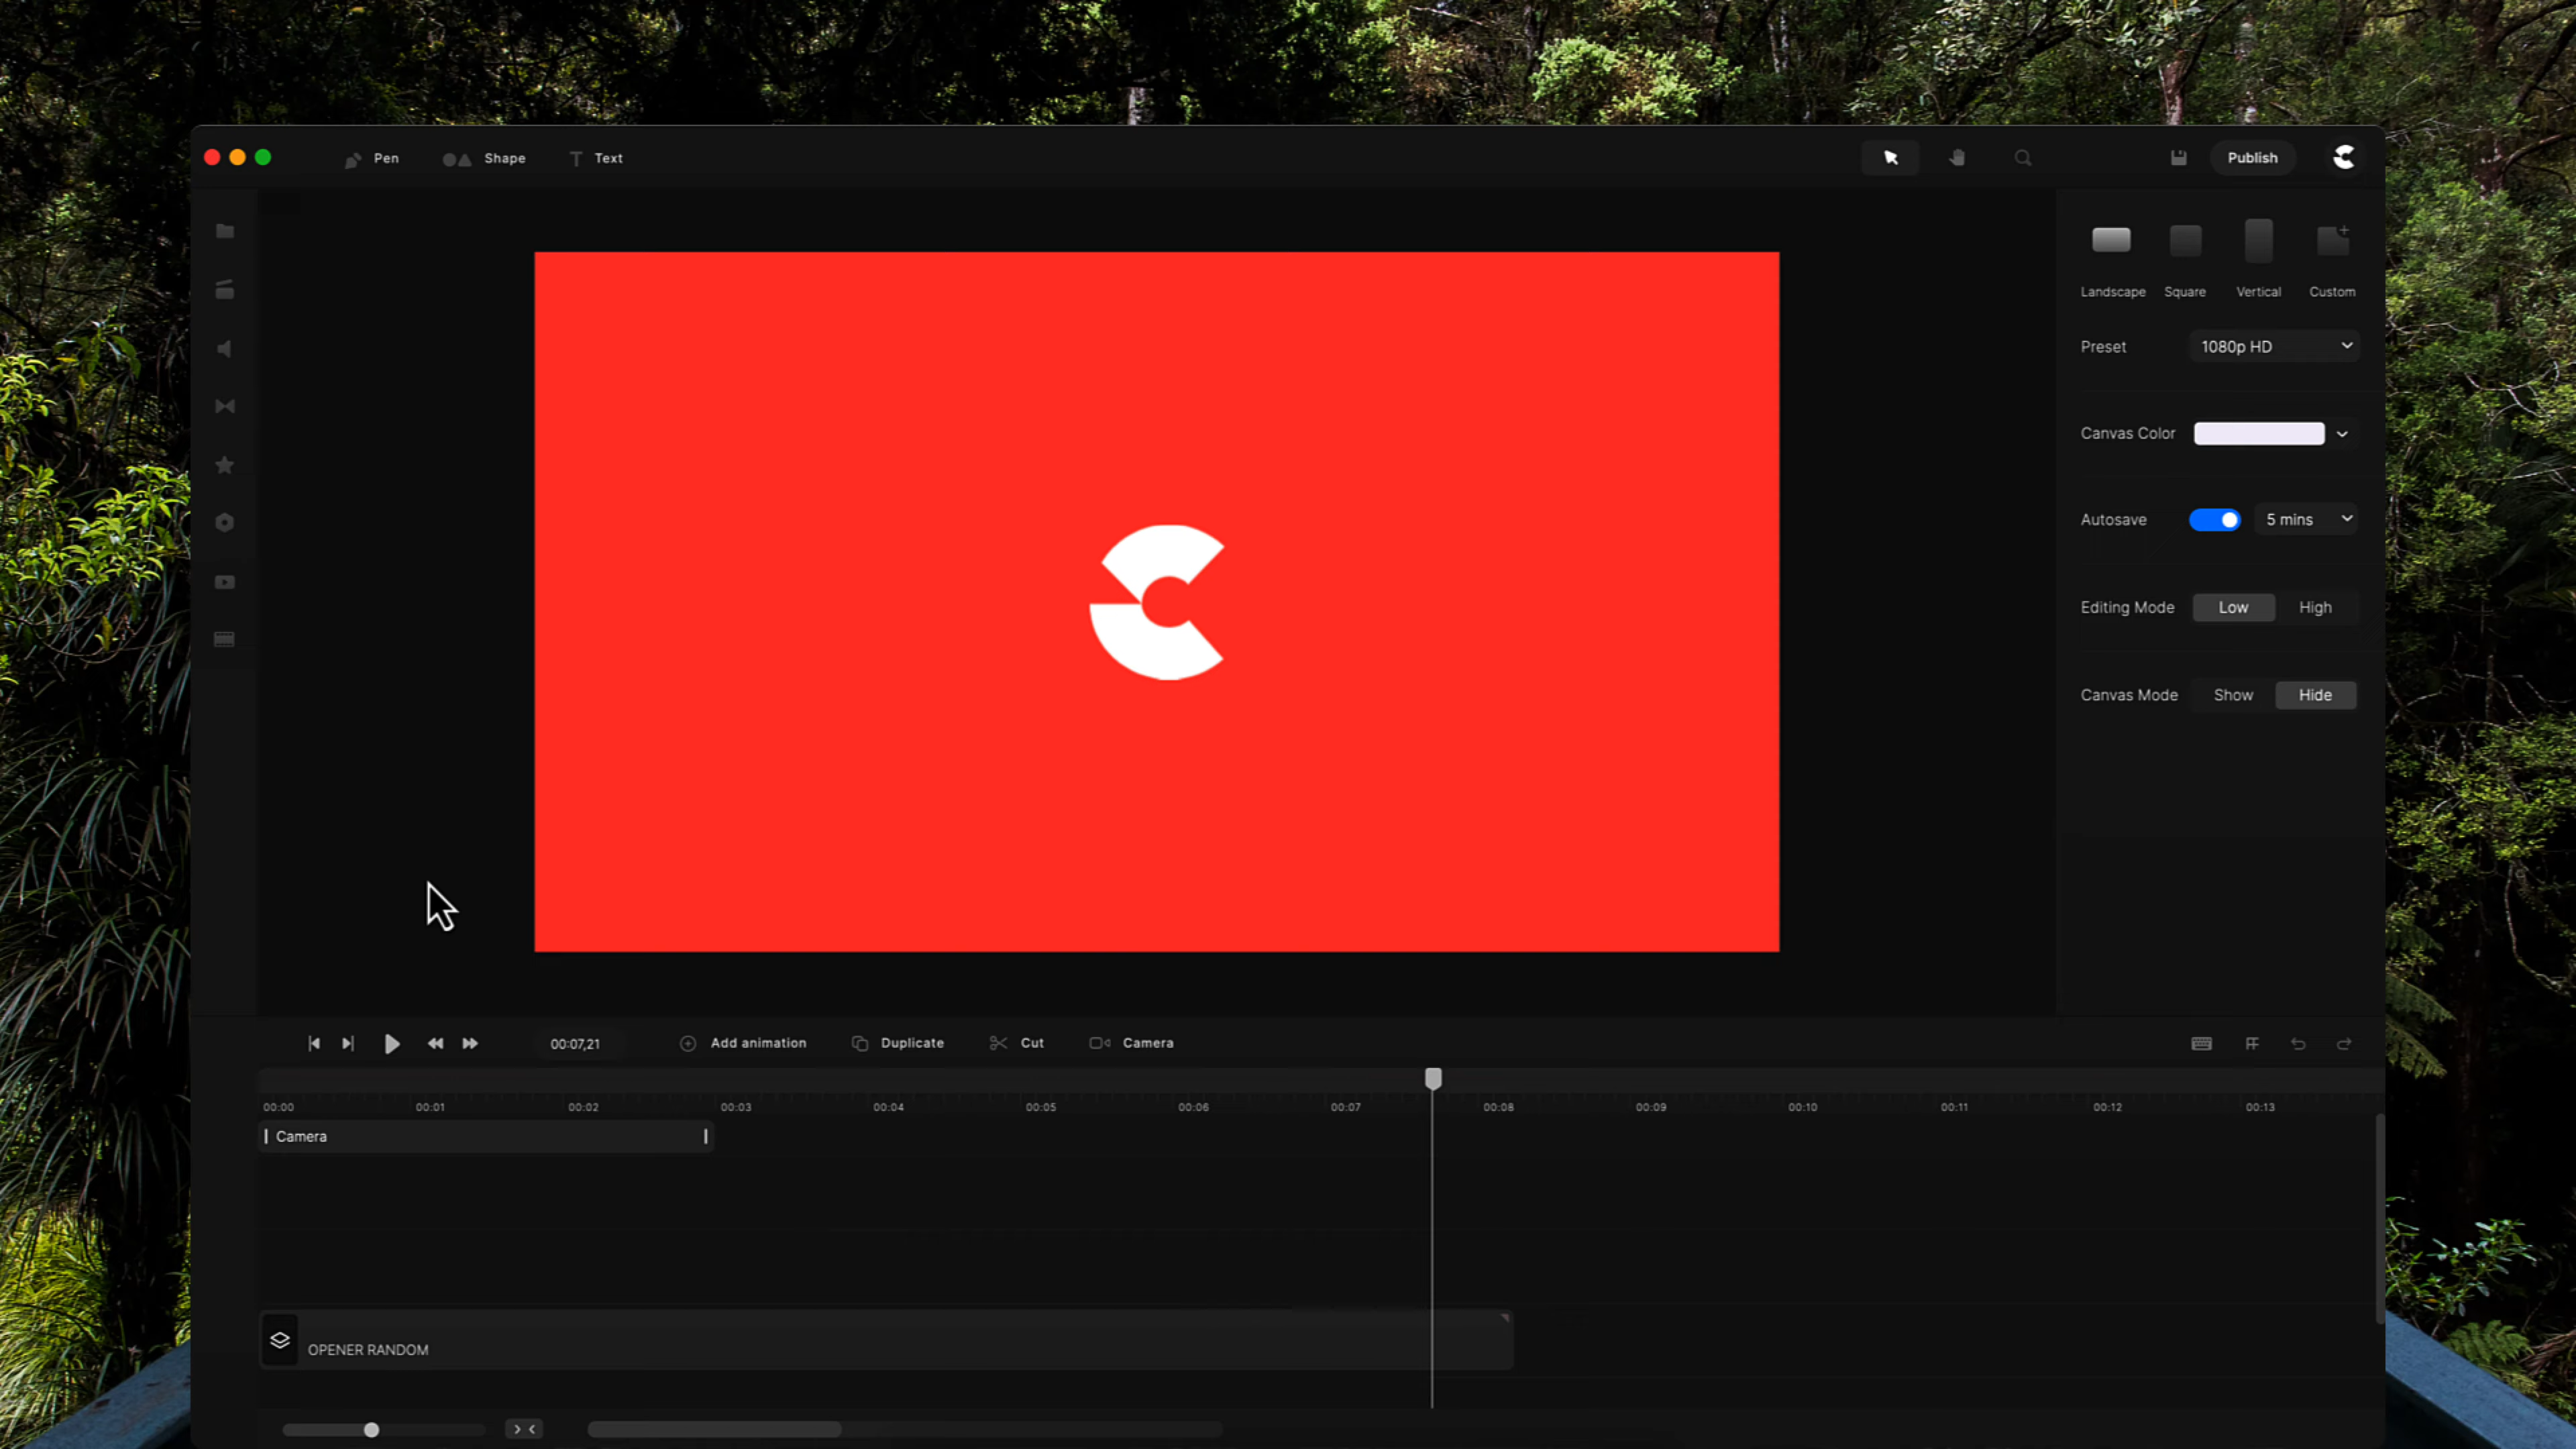 Pen Shape Text Publish
Landscape Square Vertical Custom
Preset 1080p HD
Canvas Color
Autosave 5 mins
Editing Mode Low High
Canvas Mode Show Hide
00:07,21 Add animation Duplicate Cut Camera
00:00 00:01 00:02 00:03 00:04 00:05 00:06 00:07 00:08 00:09 00:10 00:11 00:12 00:13
Camera
OPENER RANDOM